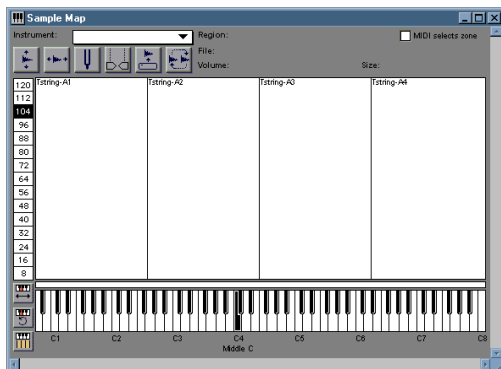 Sample Map
Instrument:
Region:
MIDI selects zone
File:
Volume:
Size:
120
Tstring-A1
Tstring-A2
Tstring-A3
Tstring-A4
112
104
96
88
80
72
64
56
48
40
32
24
16
8
C1
C2
C3
C4
C5
C6
C7
C8
Middle C